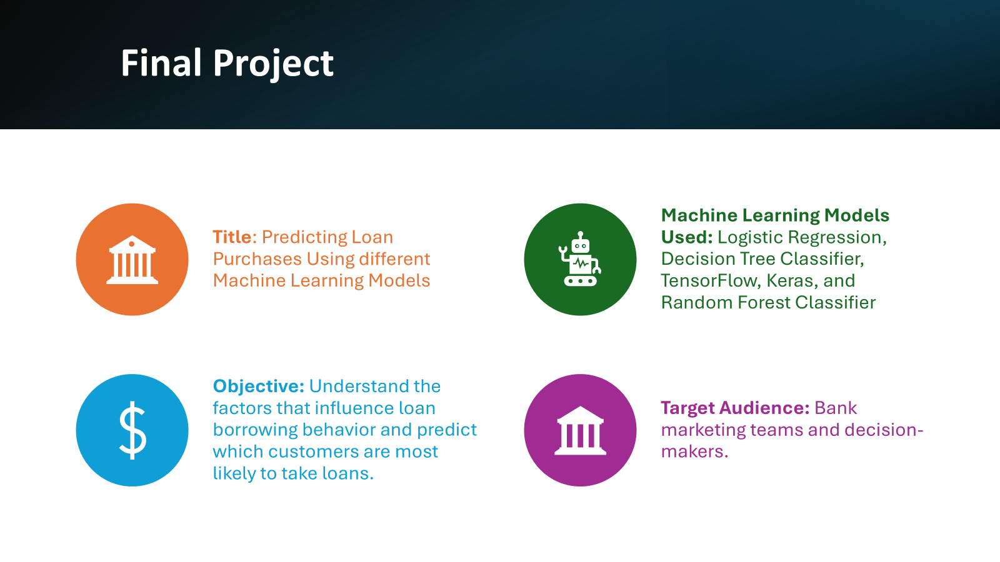 Final Project
Title: Predicting Loan
Purchases Using different
Machine Learning Models
Machine Learning Models
Used: Logistic Regression,
Decision Tree Classifier,
TensorFlow, Keras, and
Random Forest Classifier
Objective: Understand the
factors that influence loan
borrowing behavior and predict
which customers are most
likely to take loans.
Target Audience: Bank
marketing teams and decision-
makers.